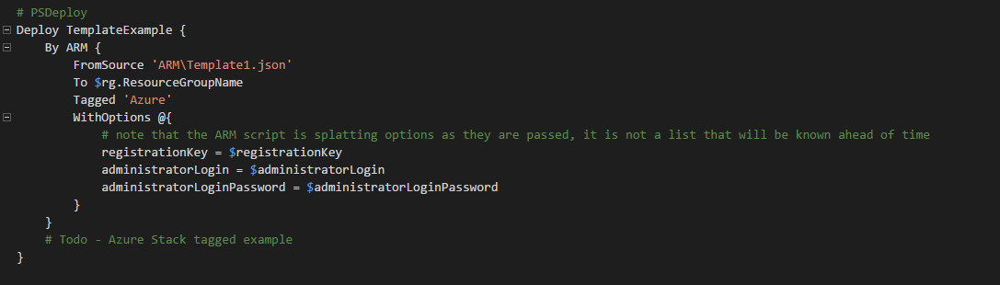 # PSDeploy
Deploy TemplateExample {
    By ARM {
        FromSource 'ARM\Template1.json'
        To $rg.ResourceGroupName
        Tagged 'Azure'
        WithOptions @{
            # note that the ARM script is splatting options as they are passed, it is not a list that will be known ahead of time
            registrationKey = $registrationKey
            administratorLogin = $administratorLogin
            administratorLoginPassword = $administratorLoginPassword
        }
    }
    # Todo - Azure Stack tagged example
}